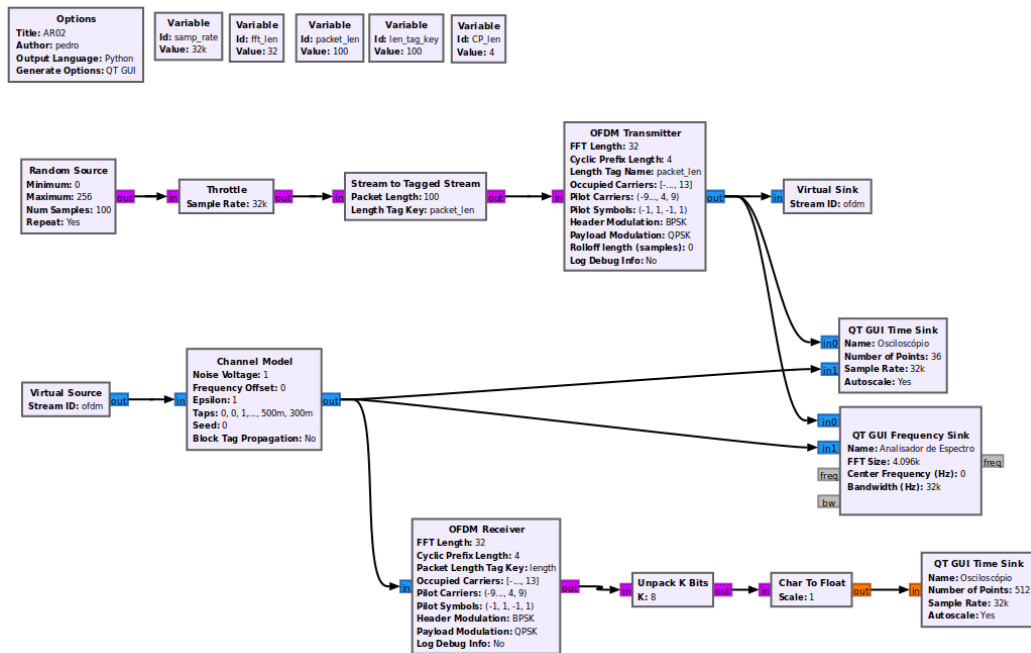 Options
Title: AR02
Author: pedro
Output Language: Python
Generate Options: QT GUI
Variable
Id: samp_rate
Value: 32k
Variable
Id: fft_len
Value: 32
Variable
Id: packet_len
Value: 100
Variable
Id: len_tag_key
Value: 100
Variable
Id: CP_len
Value: 4
Random Source
Minimum: 0
Maximum: 256
Num Samples: 100
Repeat: Yes
out
in
Throttle
Sample Rate: 32k
out
in
Stream to Tagged Stream
Packet Length: 100
Length Tag Key: packet_len
out
in
OFDM Transmitter
FFT Length: 32
Cyclic Prefix Length: 4
Length Tag Name: packet_len
Occupied Carriers: [-..., 13]
Pilot Carriers: (-9..., 4, 9)
Pilot Symbols: (-1, 1, -1, 1)
Header Modulation: BPSK
Payload Modulation: QPSK
Rolloff length (samples): 0
Log Debug Info: No
out
in
Virtual Sink
Stream ID: ofdm
in0
in1
QT GUI Time Sink
Name: Osciloscópio
Number of Points: 36
Sample Rate: 32k
Autoscale: Yes
Virtual Source
Stream ID: ofdm
out
in
Channel Model
Noise Voltage: 1
Frequency Offset: 0
Epsilon: 1
Taps: 0, 0, 1,..., 500m, 300m
Seed: 0
Block Tag Propagation: No
out
in0
in1
freq
bw
QT GUI Frequency Sink
Name: Analisador de Espectro
FFT Size: 4.096k
Center Frequency (Hz): 0
Bandwidth (Hz): 32k
freq
in
OFDM Receiver
FFT Length: 32
Cyclic Prefix Length: 4
Packet Length Tag Key: length
Occupied Carriers: [-..., 13]
Pilot Carriers: (-9..., 4, 9)
Pilot Symbols: (-1, 1, -1, 1)
Header Modulation: BPSK
Payload Modulation: QPSK
Log Debug Info: No
out
in
Unpack K Bits
K: 8
out
in
Char To Float
Scale: 1
out
in
QT GUI Time Sink
Name: Osciloscópio
Number of Points: 512
Sample Rate: 32k
Autoscale: Yes